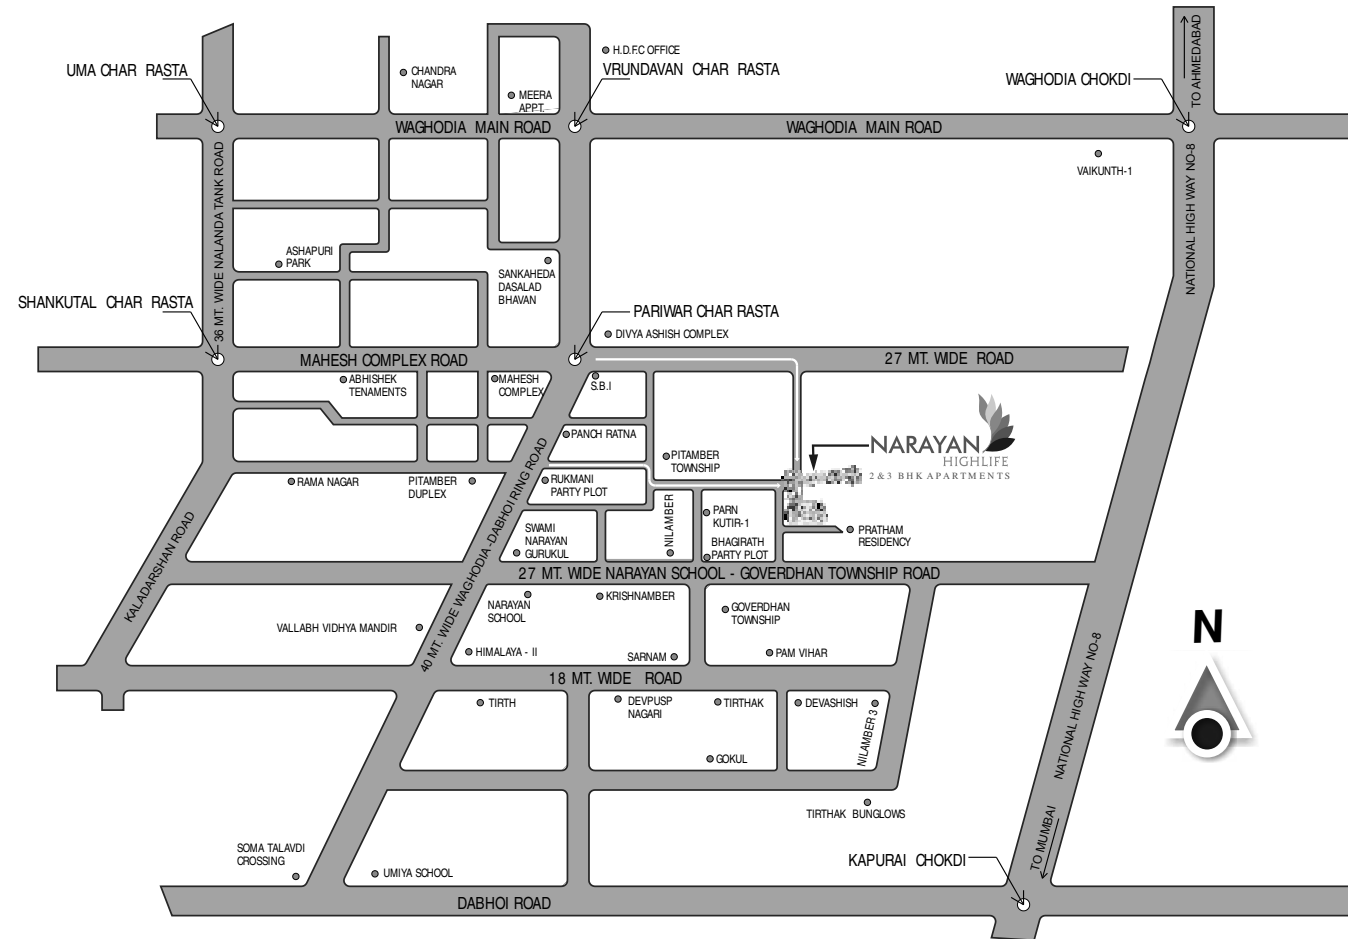 H.D.F.C OFFICE
UMA CHAR RASTA
CHANDRA
NAGAR
VRUNDAVAN CHAR RASTA
WAGHODIA CHOKDI
TO AHMEDABAD
MEERA
APPT.
WAGHODIA MAIN ROAD
WAGHODIA MAIN ROAD
VAIKUNTH-1
36 MT. WIDE NALANDA TANK ROAD
NATIONAL HIGH WAY NO-8
ASHAPURI
PARK
SANKAHEDA
DASALAD
BHAVAN
SHANKUTAL CHAR RASTA
PARIWAR CHAR RASTA
DIVYA ASHISH COMPLEX
MAHESH COMPLEX ROAD
27 MT. WIDE ROAD
ABHISHEK
TENAMENTS
MAHESH
COMPLEX
S.B.I
PANCH RATNA
NARAYAN
HIGHLIFE
2 & 3 BHK APARTMENTS
PITAMBER
TOWNSHIP
RAMA NAGAR
PITAMBER
DUPLEX
RUKMANI
PARTY PLOT
40 MT. WIDE WAGHODIA-DABHOI RING ROAD
KALADARSHAN ROAD
SWAMI
NARAYAN
GURUKUL
NILAMBER
PARN
KUTIR-1
BHAGIRATH
PARTY PLOT
PRATHAM
RESIDENCY
27 MT. WIDE NARAYAN SCHOOL - GOVERDHAN TOWNSHIP ROAD
NARAYAN
SCHOOL
KRISHNAMBER
GOVERDHAN
TOWNSHIP
VALLABH VIDHYA MANDIR
HIMALAYA - II
SARNAM
PAM VIHAR
N
18 MT. WIDE ROAD
TIRTH
DEVPUSP
NAGARI
TIRTHAK
DEVASHISH
NILAMBER 3
GOKUL
NATIONAL HIGH WAY NO-8
TIRTHAK BUNGLOWS
TO MUMBAI
SOMA TALAVDI
CROSSING
UMIYA SCHOOL
KAPURAI CHOKDI
DABHOI ROAD